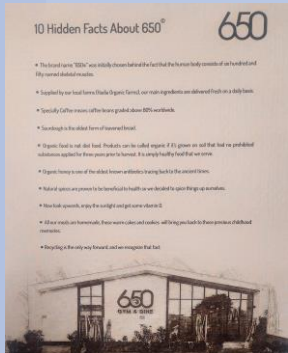 10 Hidden Facts About 650°
650
• The brand name "650°" was initially chosen behind the fact that the human body consists of six hundred and
fifty named skeletal muscles.
• Supplied by our local farms (Hada Organic Farms), our main ingredients are delivered fresh on a daily basis.
• Specialty Coffee means coffee beans graded above 80% worldwide.
• Sourdough is the oldest form of leavened bread.
• Organic food is not diet food. Products can be called organic if it's grown on soil that had no prohibited
substances applied for three years prior to harvest. It is simply healthy food that we serve.
• Organic honey is one of the oldest known antibiotics tracing back to the ancient times.
• Natural spices are proven to be beneficial to health so we decided to spice things up ourselves.
• Now look upwards, enjoy the sunlight and get some vitamin D.
• All our meals are homemade, those warm cakes and cookies will bring you back to those previous childhood
memories.
• Recycling is the only way forward, and we recognize that fact.
650
GYM & DINE